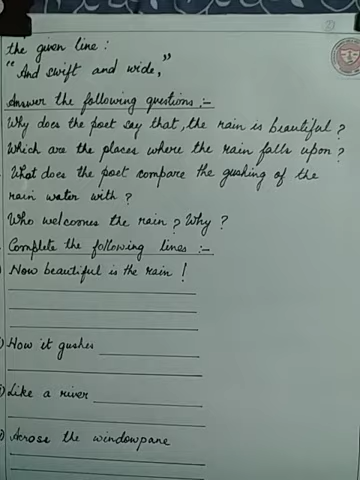 the given line :
"And swift and wide,"
Answer the following questions :-
Why does the poet say that, the rain is beautiful ?
Which are the places where the rain falls upon ?
What does the poet compare the gushing of the
rain water with ?
Who welcomes the rain ? Why ?
Complete the following lines :-
How beautiful is the rain !
How it gushes
Like a river
Across the windowpane